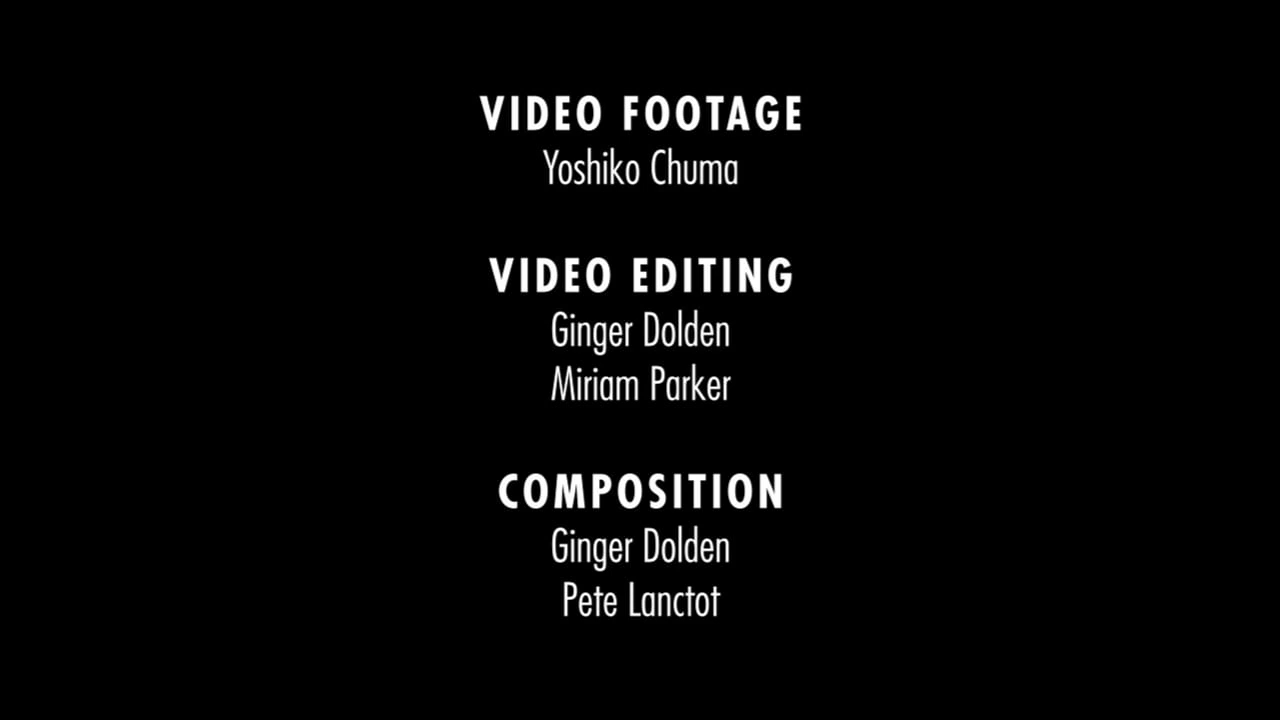 VIDEO FOOTAGE
Yoshiko Chuma
VIDEO EDITING
Ginger Dolden
Miriam Parker
COMPOSITION
Ginger Dolden
Pete Lanctot